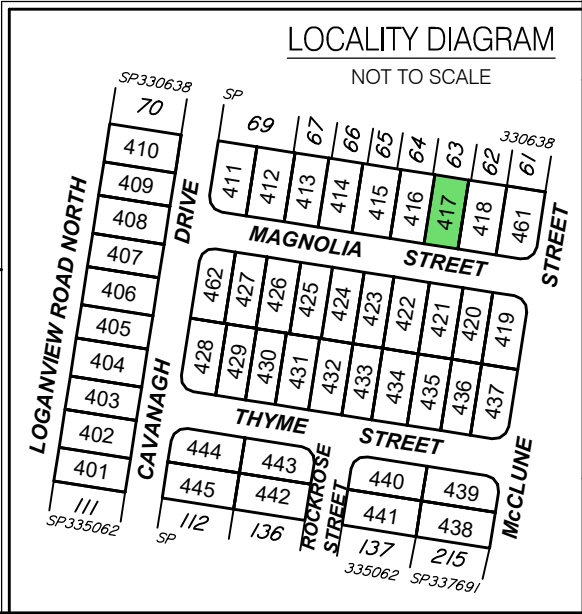 LOCALITY DIAGRAM
NOT TO SCALE
SP330638
70
410
409
408
407
406
405
404
403
402
401
111
SP335062
LOGANVIEW ROAD NORTH
CAVANAGH DRIVE
SP
69 67 66 65 64 63 62 61
330638
411 412 413 414 415 416 417 418 461
MAGNOLIA STREET
462 427 426 425 424 423 422 421 420 419
428 429 430 431 432 433 434 435 436 437
THYME STREET
McCLUNE STREET
444 443
445 442
112 136
SP
ROCKROSE STREET
440 439
441 438
137 215
335062 SP337691